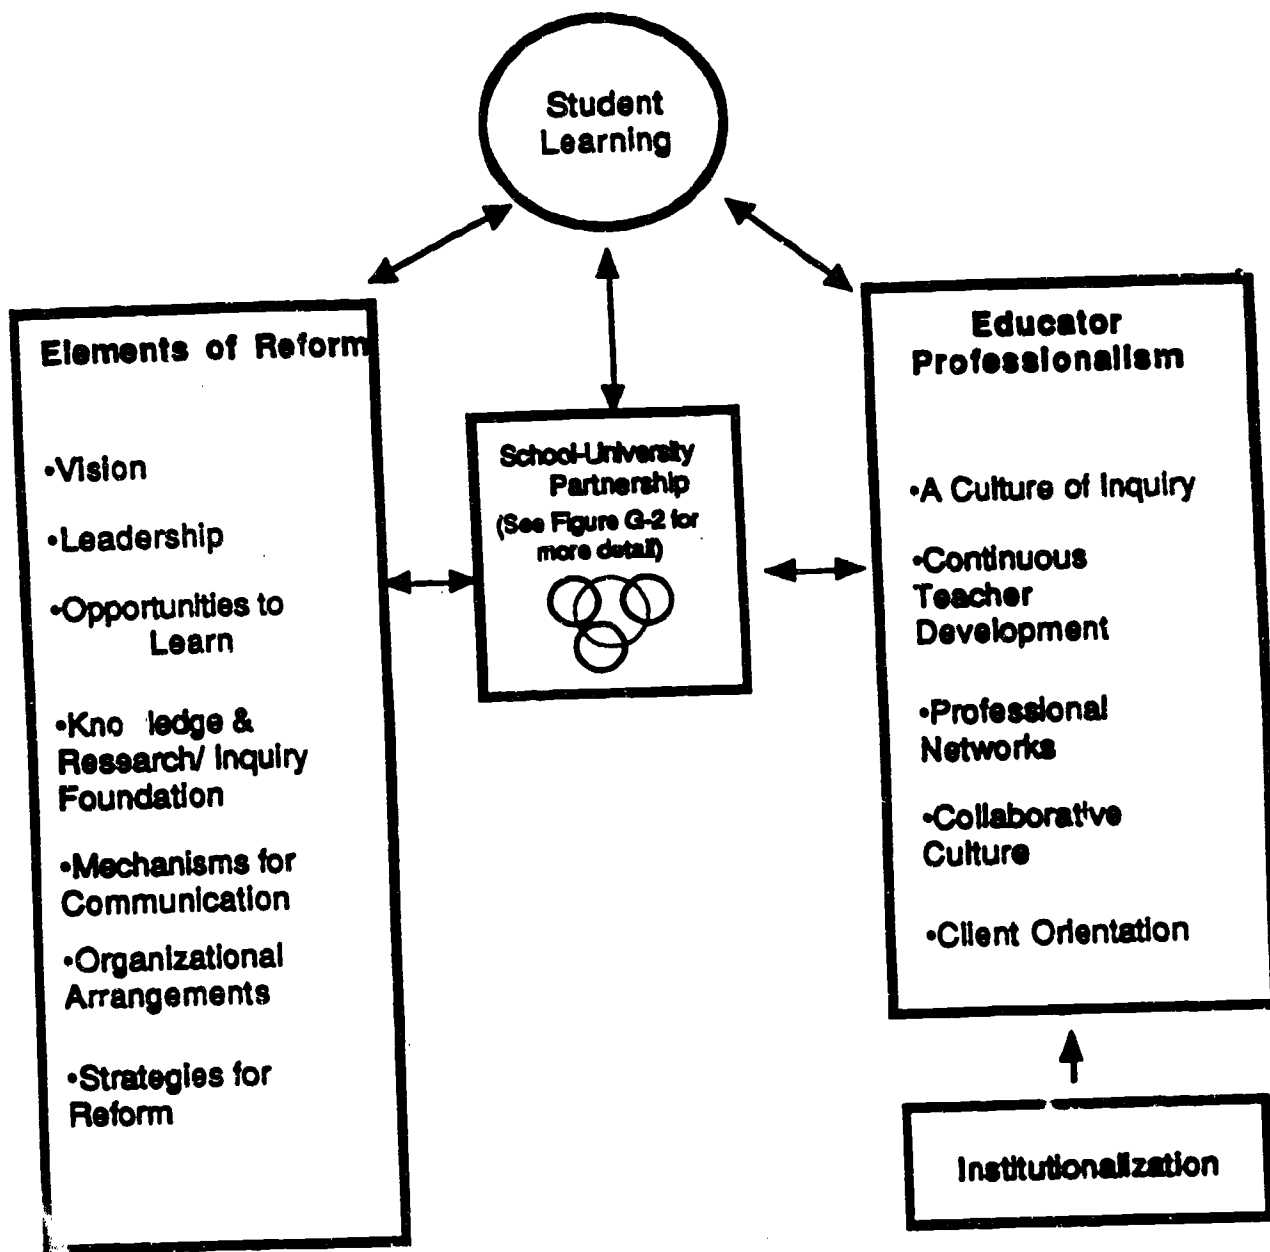 Student
Learning
Elements of Reform
•Vision
•Leadership
•Opportunities to
Learn
•Kno ledge &
Research/ Inquiry
Foundation
•Mechanisms for
Communication
•Organizational
Arrangements
•Strategies for
Reform
School-University
Partnership
(See Figure G-2 for
more detail)
Educator
Professionalism
•A Culture of Inquiry
•Continuous
Teacher
Development
•Professional
Networks
•Collaborative
Culture
•Client Orientation
Institutionalization